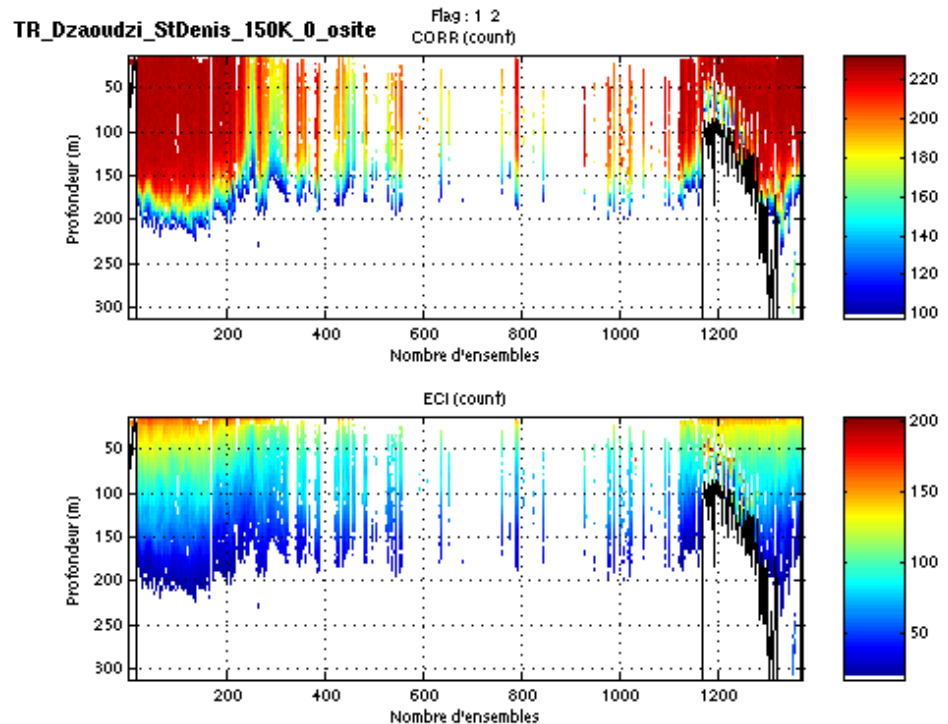 Flag : 1 2
TR_Dzaoudzi_StDenis_150K_0_osite
CORR (count)
50
100
150
200
250
300
Profondeur (m)
200 400 600 800 1000 1200
Nombre d'ensembles
220
200
180
160
140
120
100
ECI (count)
50
100
150
200
250
300
Profondeur (m)
200 400 600 800 1000 1200
Nombre d'ensembles
200
150
100
50